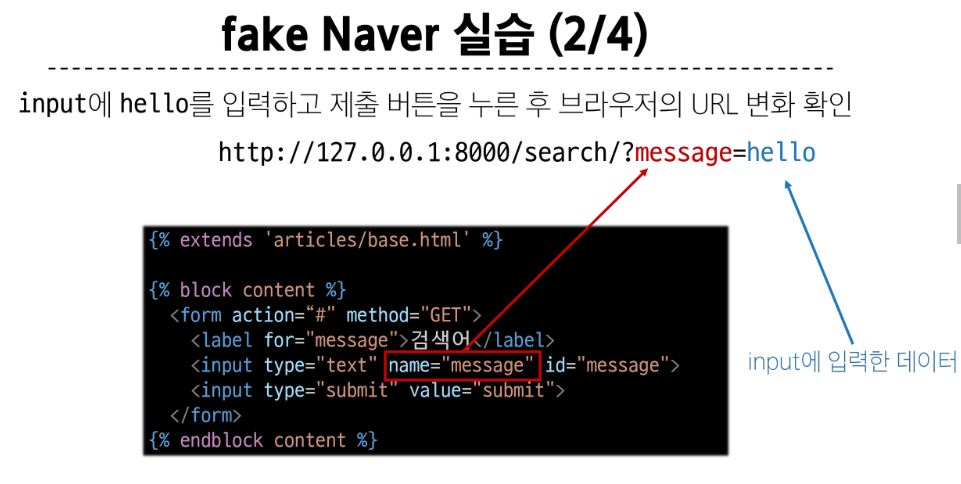 fake Naver 실습 (2/4)
input에 hello를 입력하고 제출 버튼을 누른 후 브라우저의 URL 변화 확인
http://127.0.0.1:8000/search/?message=hello
{% extends 'articles/base.html' %}
{% block content %}
<form action=“#" method="GET">
<label for="message">검색어</label>
<input type="text" name="message" id="message">
<input type="submit" value="submit">
</form>
{% endblock content %}
input에 입력한 데이터